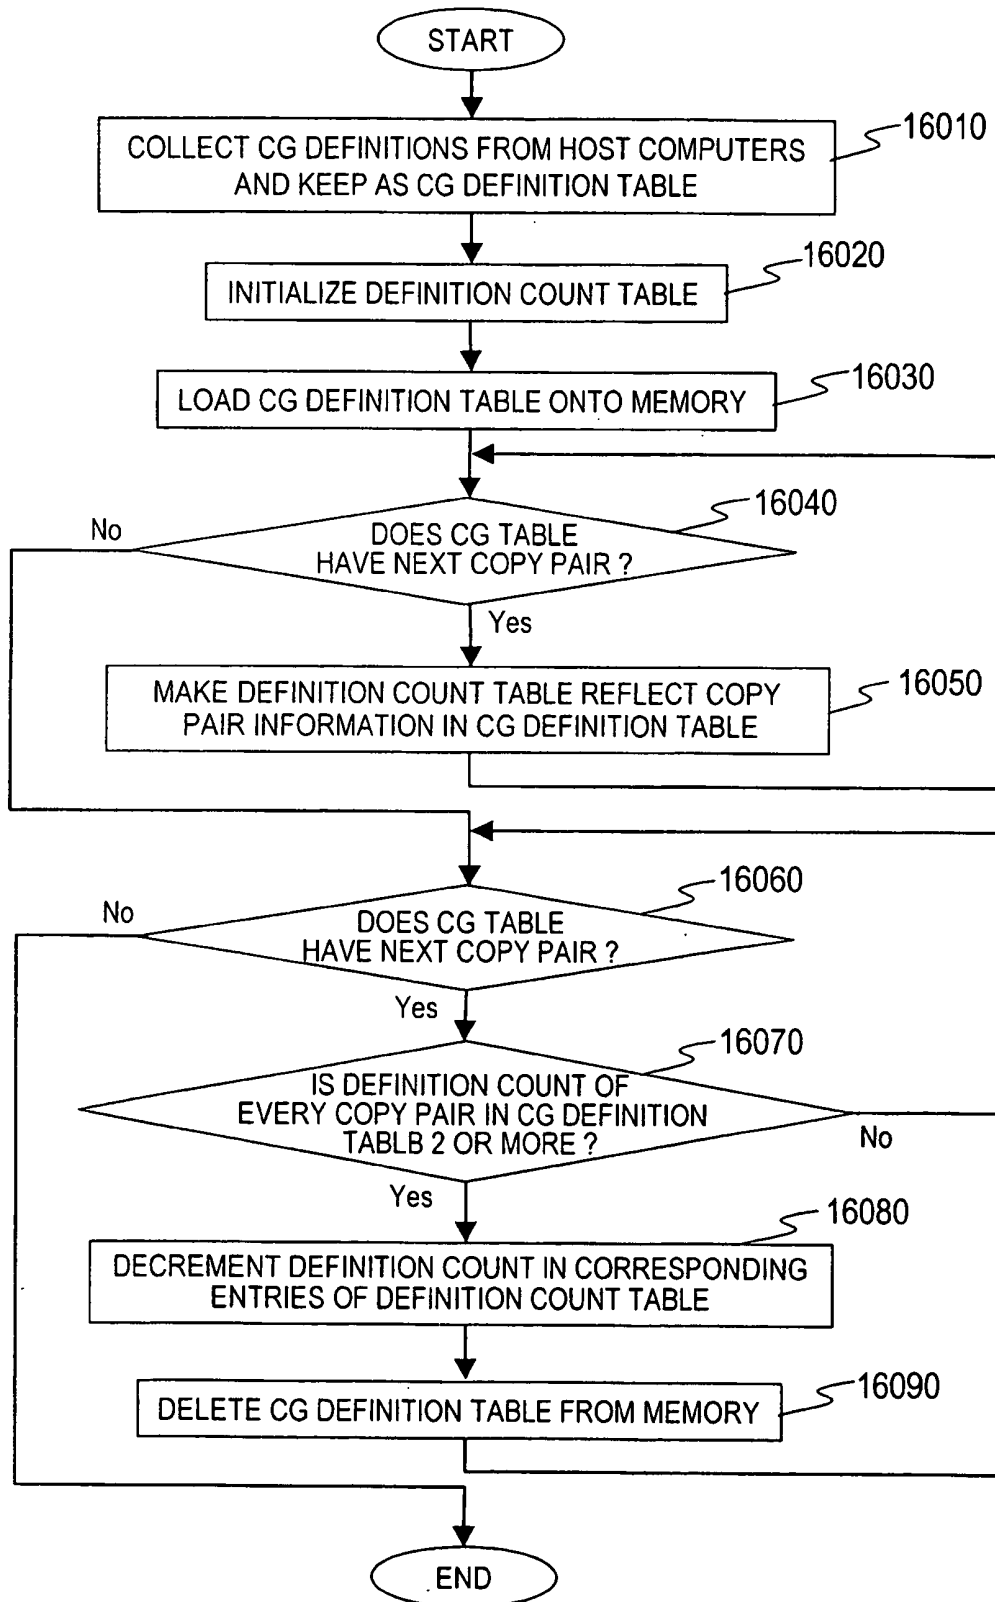 START
COLLECT CG DEFINITIONS FROM HOST COMPUTERS
AND KEEP AS CG DEFINITION TABLE
16010
INITIALIZE DEFINITION COUNT TABLE
16020
LOAD CG DEFINITION TABLE ONTO MEMORY
16030
DOES CG TABLE
HAVE NEXT COPY PAIR ?
16040
No
Yes
MAKE DEFINITION COUNT TABLE REFLECT COPY
PAIR INFORMATION IN CG DEFINITION TABLE
16050
DOES CG TABLE
HAVE NEXT COPY PAIR ?
16060
No
Yes
IS DEFINITION COUNT OF
EVERY COPY PAIR IN CG DEFINITION
TABLB 2 OR MORE ?
16070
No
Yes
DECREMENT DEFINITION COUNT IN CORRESPONDING
ENTRIES OF DEFINITION COUNT TABLE
16080
DELETE CG DEFINITION TABLE FROM MEMORY
16090
END